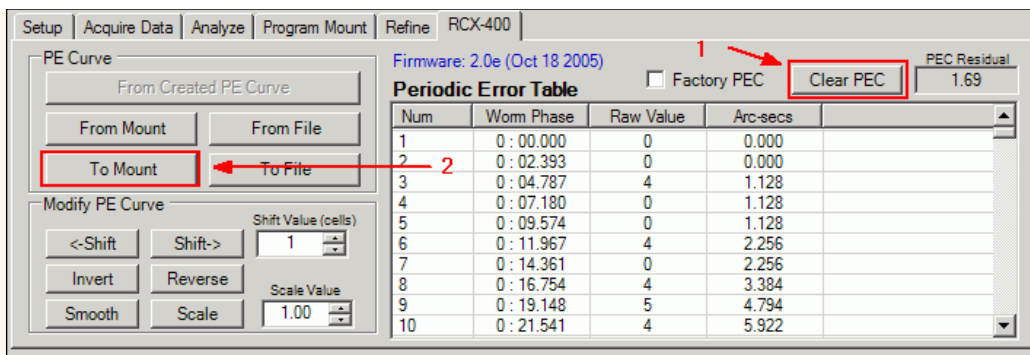 Setup Acquire Data Analyze Program Mount Refine RCX-400
PE Curve
From Created PE Curve
From Mount From File
To Mount To File
Modify PE Curve
Shift Value (cells)
<-Shift Shift-> 1
Invert Reverse
Scale Value
Smooth Scale 1.00
Firmware: 2.0e (Oct 18 2005)
1
PEC Residual
Periodic Error Table Factory PEC Clear PEC 1.69
Num Worm Phase Raw Value Arc-secs
1 0 : 00.000 0 0.000
2 0 : 02.393 0 0.000
2
3 0 : 04.787 4 1.128
4 0 : 07.180 0 1.128
5 0 : 09.574 0 1.128
6 0 : 11.967 4 2.256
7 0 : 14.361 0 2.256
8 0 : 16.754 4 3.384
9 0 : 19.148 5 4.794
10 0 : 21.541 4 5.922